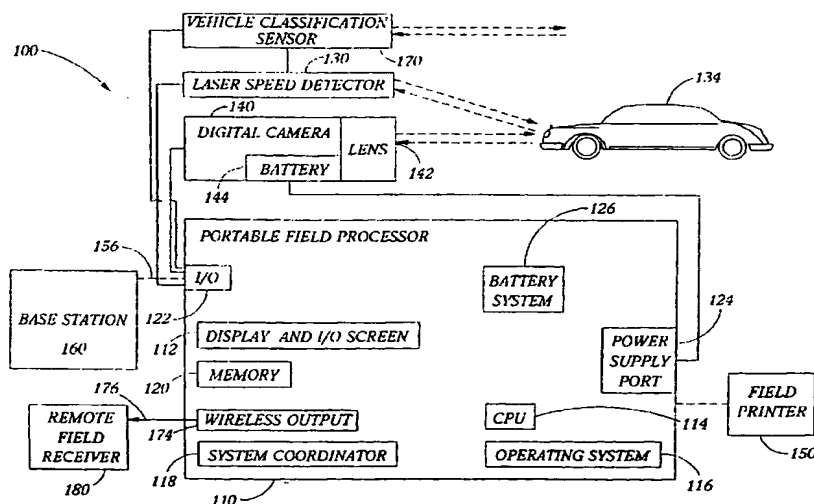 VEHICLE CLASSIFICATION
SENSOR
100
130
170
LASER SPEED DETECTOR
134
140
DIGITAL CAMERA
LENS
BATTERY
142
144
PORTABLE FIELD PROCESSOR
126
156
I/O
BATTERY
SYSTEM
122
124
BASE STATION
160
112
DISPLAY AND I/O SCREEN
POWER
SUPPLY
PORT
120
MEMORY
176
FIELD
PRINTER
REMOTE
FIELD
RECEIVER
WIRELESS OUTPUT
174
CPU
114
150
180
118
SYSTEM COORDINATOR
OPERATING SYSTEM
116
110